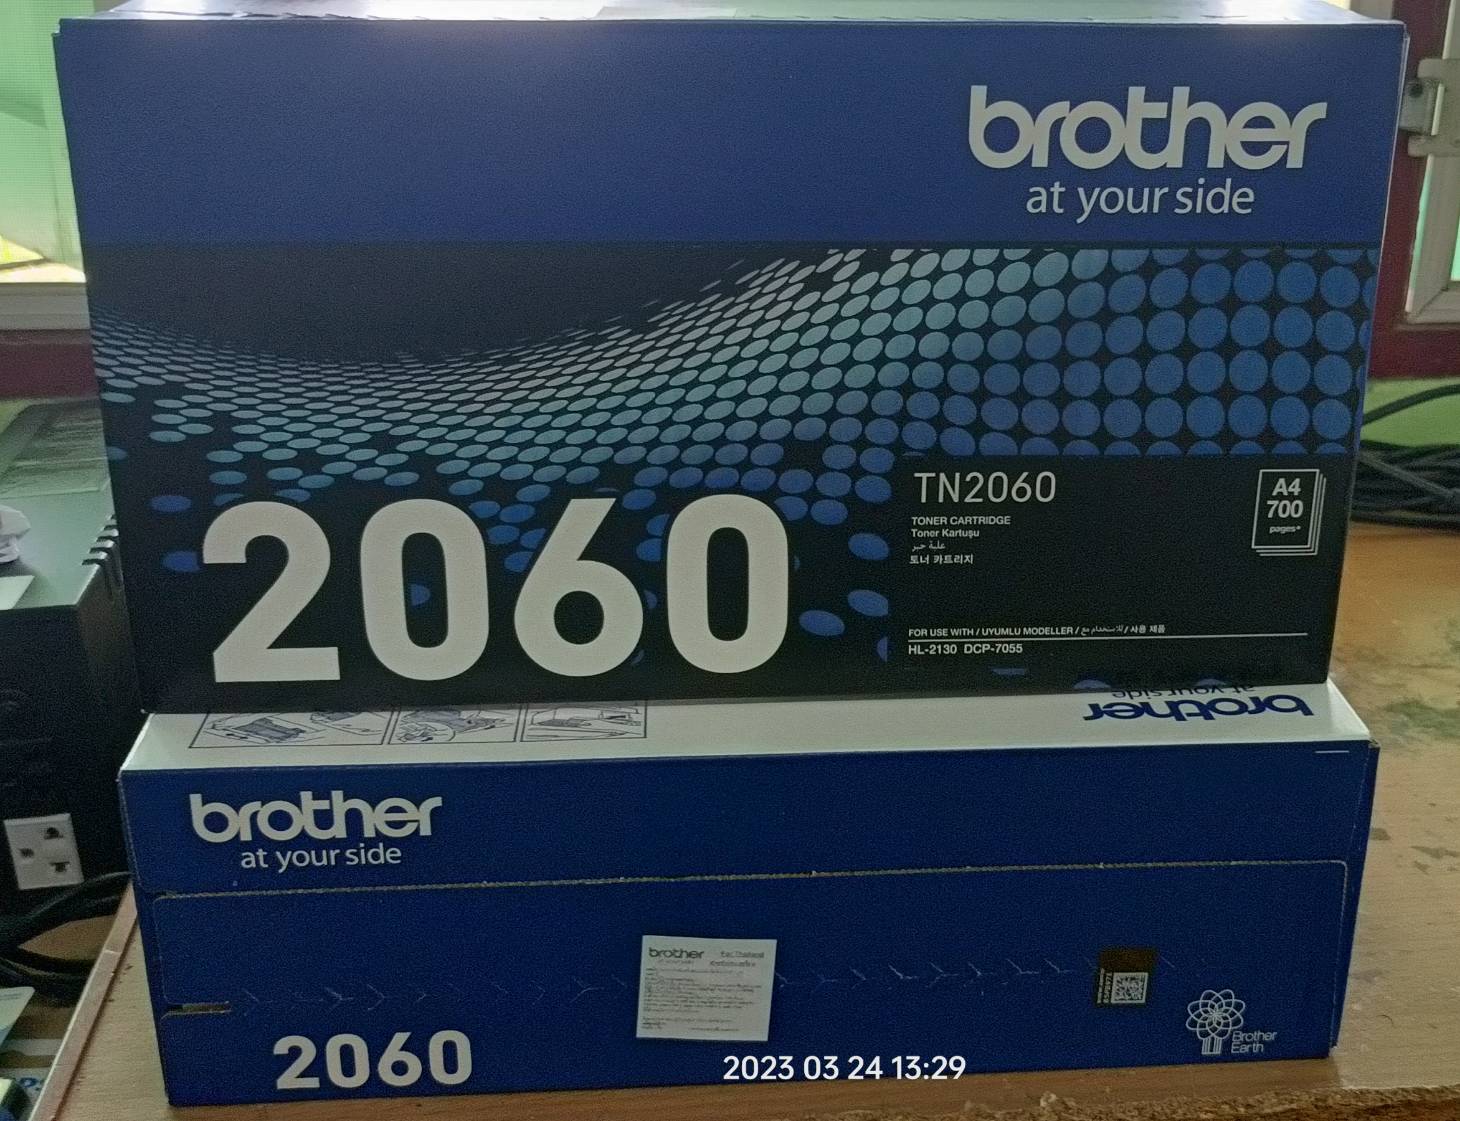 brother
at your side
2060
TN2060
TONER CARTRIDGE
Toner Kartuşu
علبة حبر
토너 카트리지
A4
700
pages*
FOR USE WITH / UYUMLU MODELLER / للاستخدام مع / 사용 제품
HL-2130 DCP-7055
at your side
brother
brother
at your side
brother
For Thailand
2060
Brother
Earth
2023 03 24 13:29